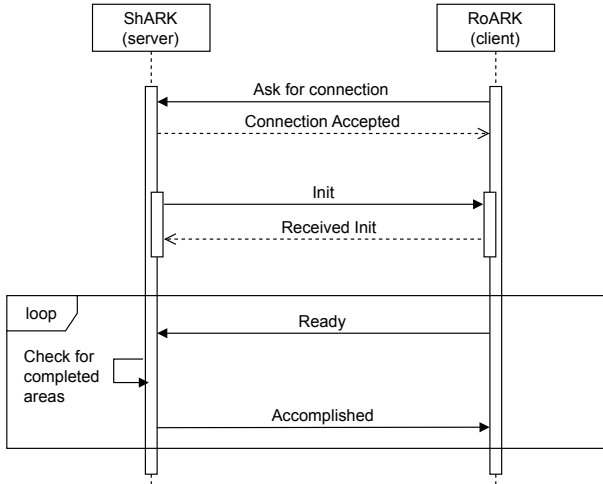 ShARK
(server)
RoARK
(client)
Ask for connection
Connection Accepted
Init
Received Init
loop
Ready
Check for
completed
areas
Accomplished